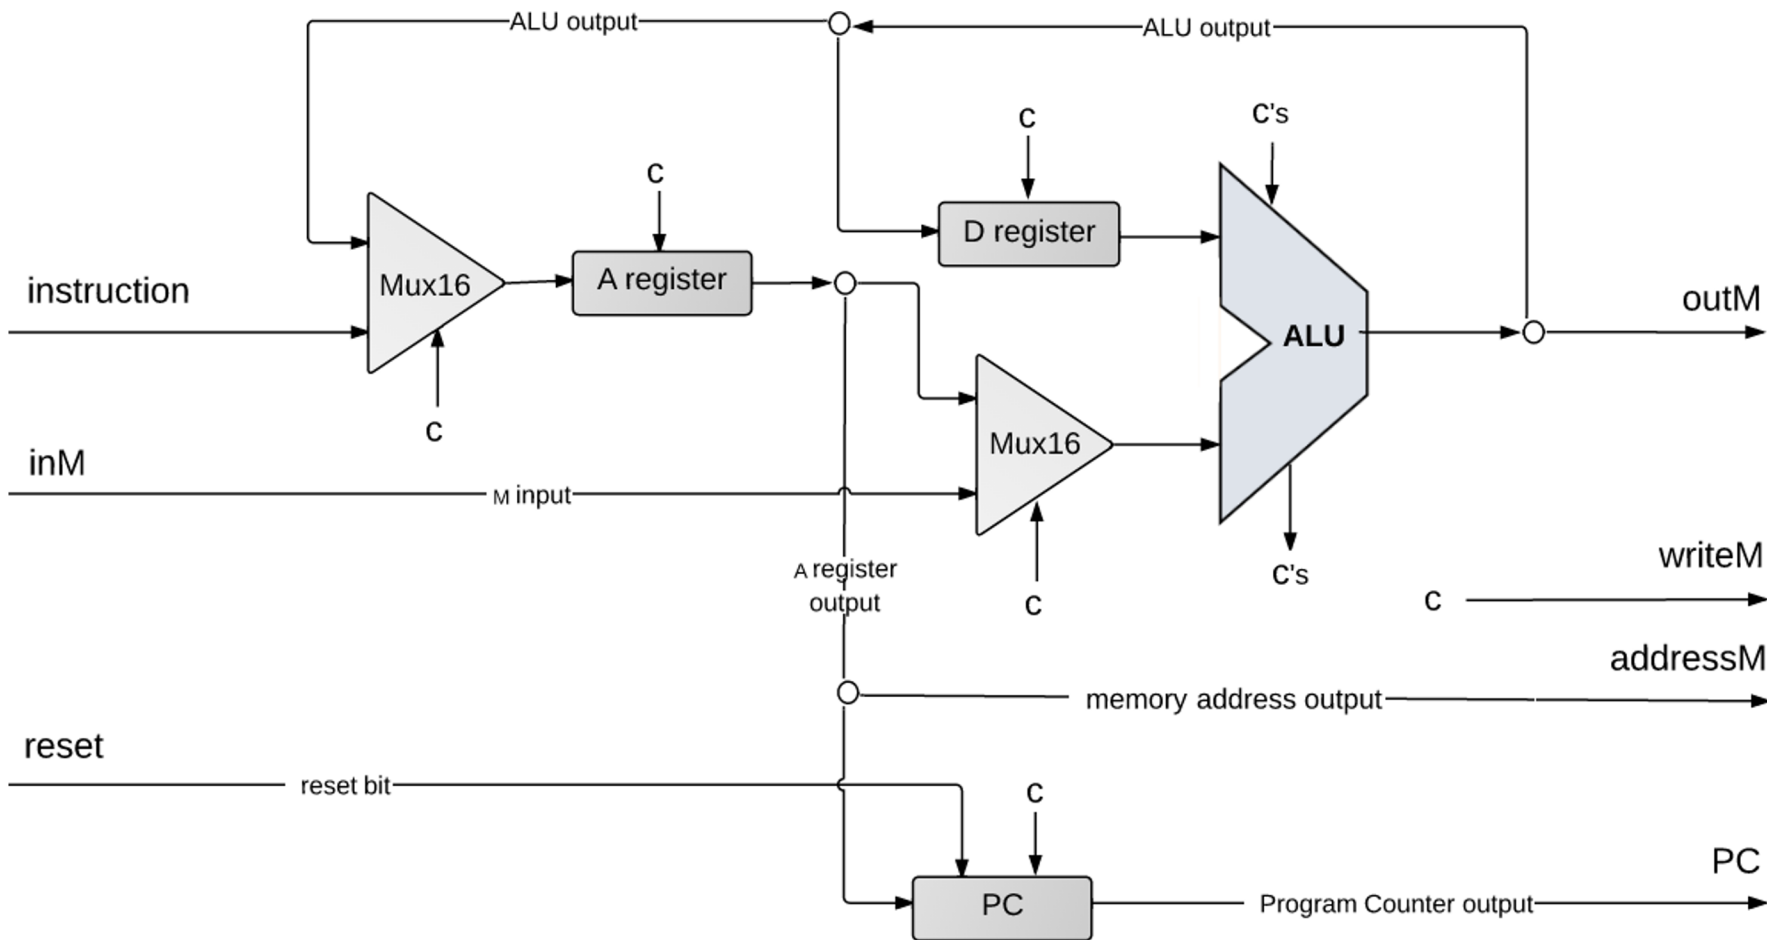 ALU output
ALU output
c
c's
c
D register
instruction
Mux16
A register
outM
ALU
c
inM
Mux16
M input
A register
output
c
c's
writeM
c
addressM
memory address output
reset
reset bit
c
PC
PC
Program Counter output